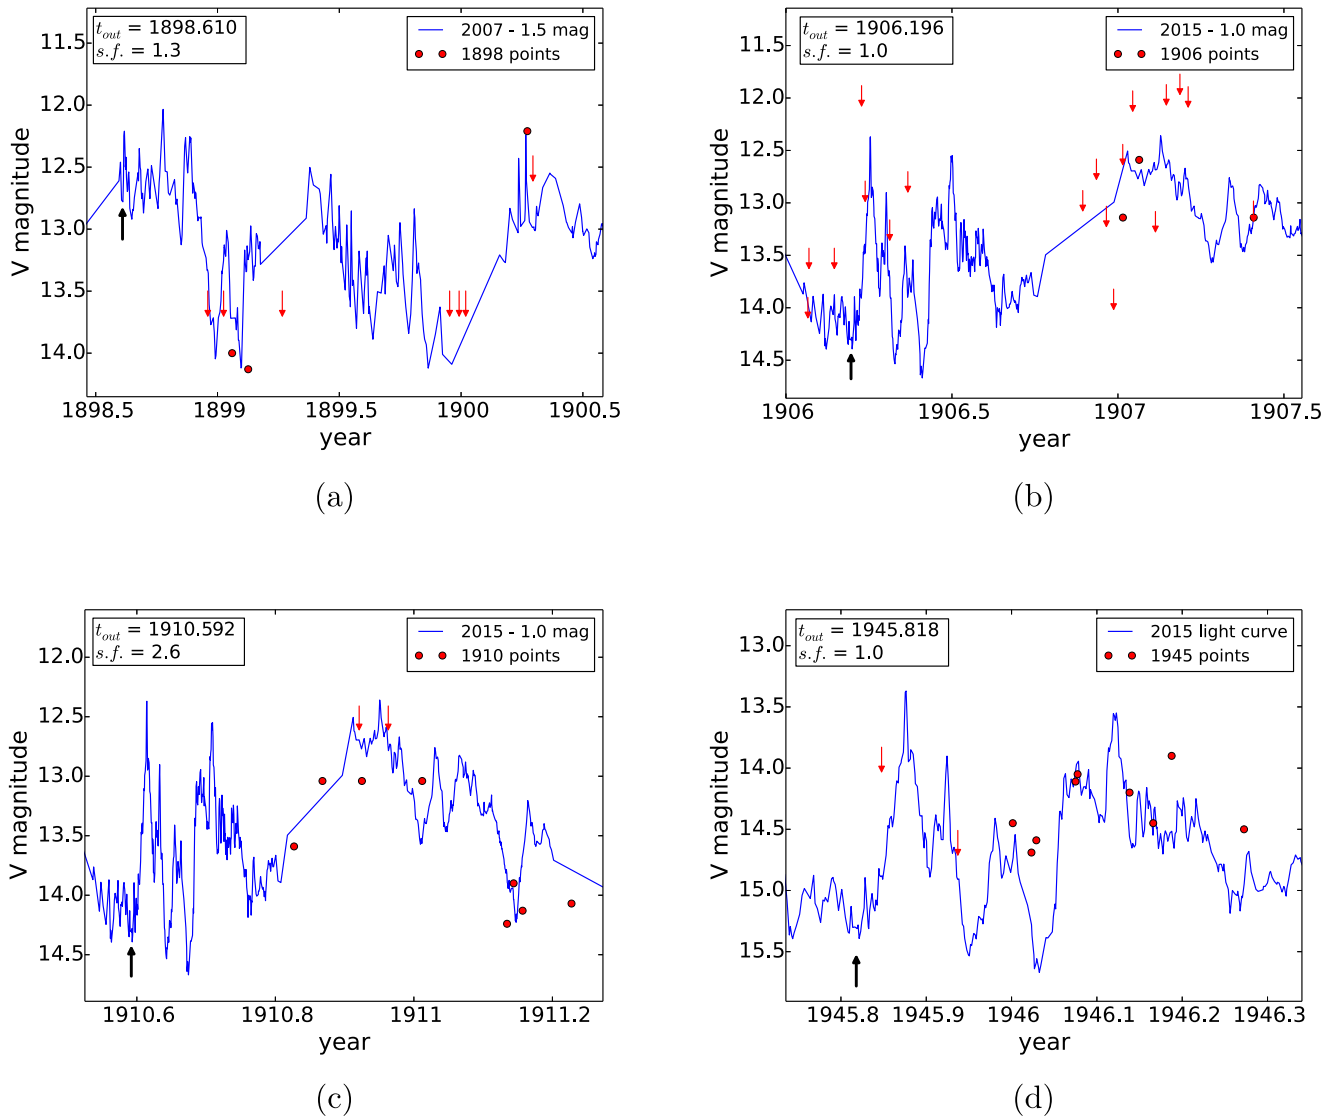 t_out = 1898.610
s.f. = 1.3
2007 - 1.5 mag
1898 points
11.5
12.0
12.5
13.0
13.5
14.0
V magnitude
1898.5 1899 1899.5 1900 1900.5
year
(a)
t_out = 1906.196
s.f. = 1.0
2015 - 1.0 mag
1906 points
11.5
12.0
12.5
13.0
13.5
14.0
14.5
V magnitude
1906 1906.5 1907 1907.5
year
(b)
t_out = 1910.592
s.f. = 2.6
2015 - 1.0 mag
1910 points
12.0
12.5
13.0
13.5
14.0
14.5
V magnitude
1910.6 1910.8 1911 1911.2
year
(c)
t_out = 1945.818
s.f. = 1.0
2015 light curve
1945 points
13.0
13.5
14.0
14.5
15.0
15.5
V magnitude
1945.8 1945.9 1946 1946.1 1946.2 1946.3
year
(d)